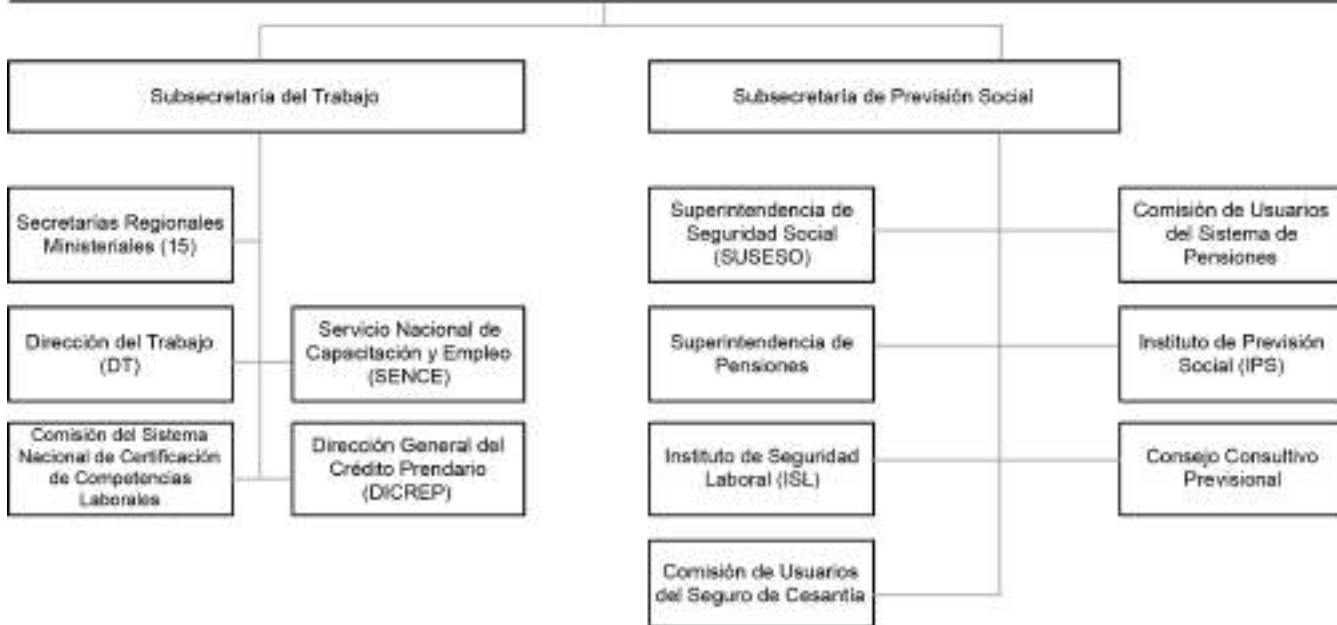 Subsecretaría del Trabajo
Subsecretaría de Previsión Social
Secretarías Regionales
Ministeriales (15)
Dirección del Trabajo
(DT)
Servicio Nacional de
Capacitación y Empleo
(SENCE)
Comisión del Sistema
Nacional de Certificación
de Competencias
Laborales
Dirección General del
Crédito Prendario
(DICREP)
Superintendencia de
Seguridad Social
(SUSESO)
Comisión de Usuarios
del Sistema de
Pensiones
Superintendencia de
Pensiones
Instituto de Previsión
Social (IPS)
Instituto de Seguridad
Laboral (ISL)
Consejo Consultivo
Previsional
Comisión de Usuarios
del Seguro de Cesantía